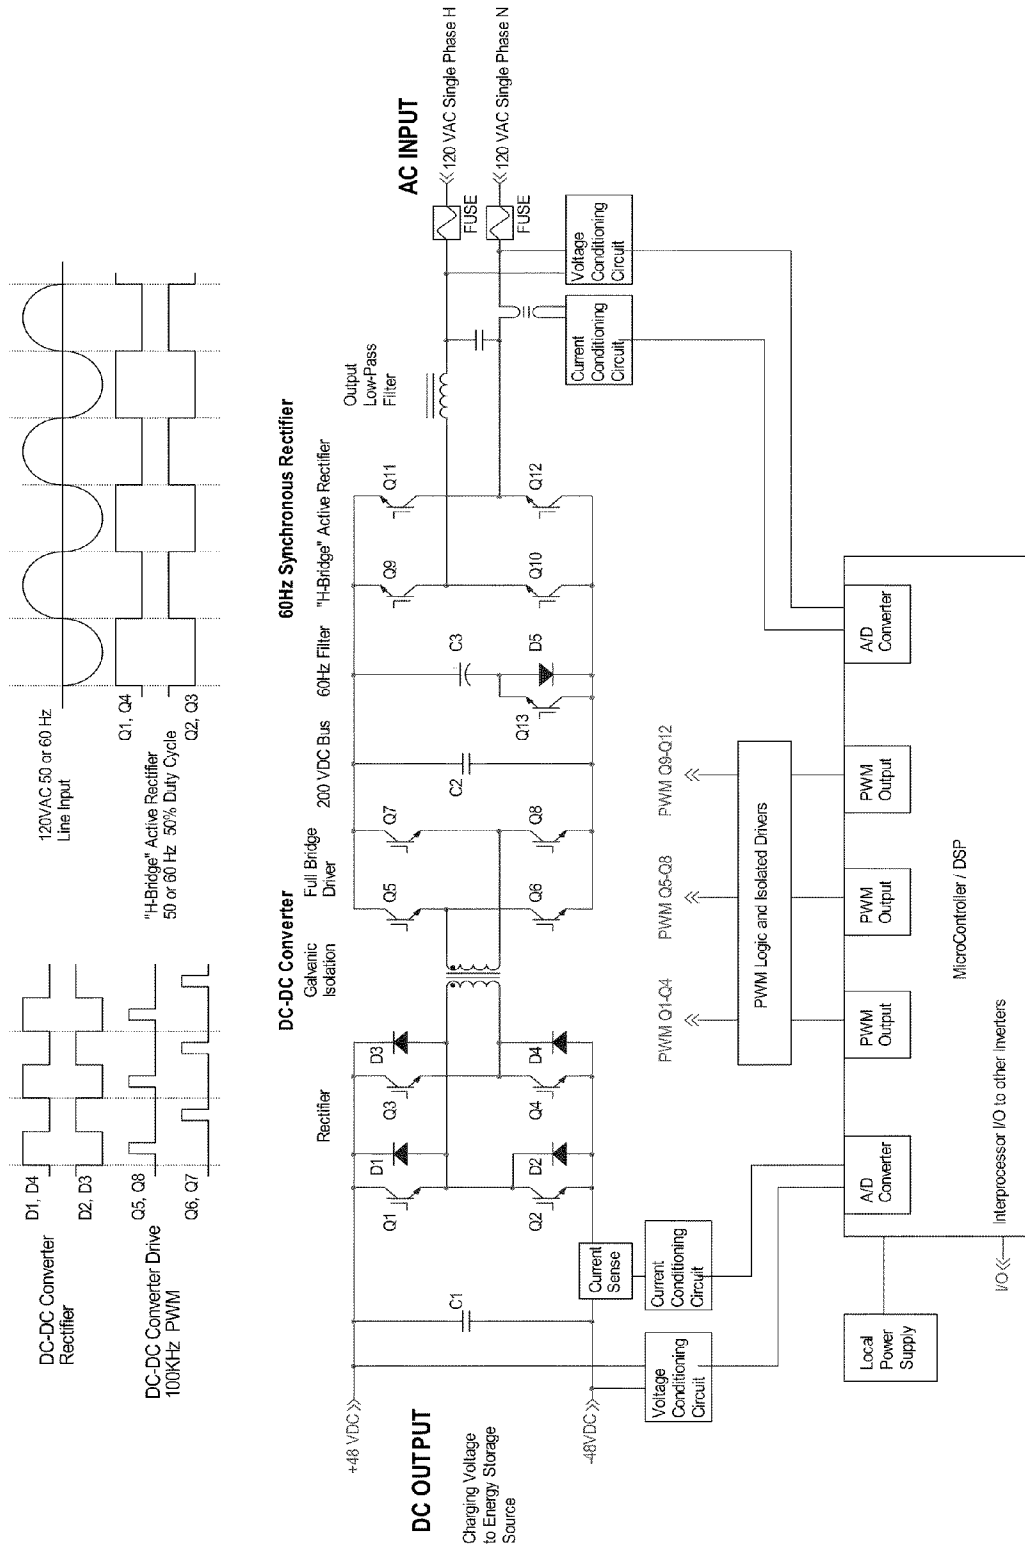 DC-DC Converter
Rectifier
D1, D4
D2, D3
DC-DC Converter Drive
100KHz PWM
Q5, Q8
Q6, Q7
120VAC 50 or 60 Hz
Line Input
Q1, Q4
"H-Bridge" Active Rectifier
50 or 60 Hz 50% Duty Cycle
Q2, Q3
DC-DC Converter
60Hz Synchronous Rectifier
Rectifier
Galvenic
Isolation
Full Bridge
Driver
200 VDC Bus
60Hz Filter
"H-Bridge" Active Rectifier
Output
Low-Pass
Filter
AC INPUT
+48 VDC
DC OUTPUT
Charging Voltage
to Energy Storage
Source
-48VDC
C1
Q1
D1
Q3
D3
Q2
D2
Q4
D4
Q5
Q7
Q6
Q8
C2
C3
Q13
D5
Q9
Q11
Q10
Q12
FUSE
120 VAC Single Phase H
FUSE
120 VAC Single Phase N
Voltage
Conditioning
Circuit
Current
Sense
Current
Conditioning
Circuit
Current
Conditioning
Circuit
Voltage
Conditioning
Circuit
PWM Q1-Q4
PWM Q5-Q8
PWM Q9-Q12
PWM Logic and Isolated Drivers
Local
Power
Supply
A/D
Converter
PWM
Output
PWM
Output
PWM
Output
A/D
Converter
MicroController / DSP
I/O
Interprocessor I/O to other Inverters